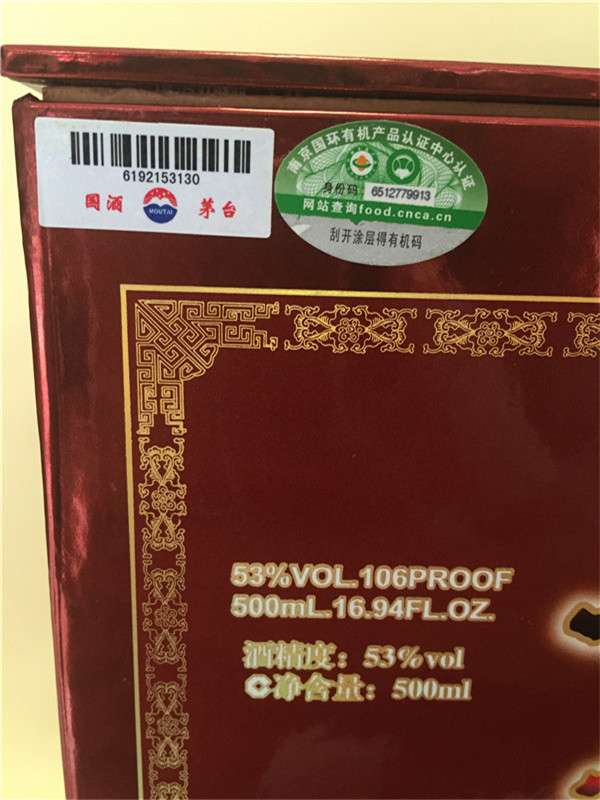 6192153130
国酒 MOUTAI 茅台
南京国环有机产品认证中心认证
身份码 6512779913
网站查询food.cnca.cn
刮开涂层得有机码
53%VOL.106PROOF
500mL.16.94FL.OZ.
酒精度：53%vol
净含量：500ml